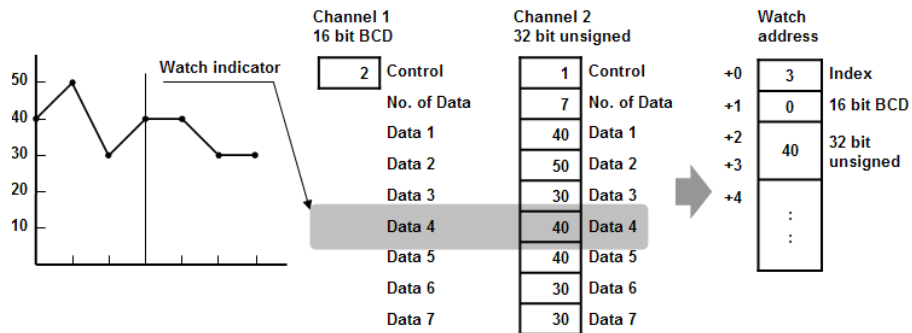 Channel 1
16 bit BCD
Channel 2
32 bit unsigned
Watch
address
Watch indicator
50
40
30
20
10
2 Control
No. of Data
Data 1
Data 2
Data 3
Data 4
Data 5
Data 6
Data 7
1 Control
7 No. of Data
40 Data 1
50 Data 2
30 Data 3
40 Data 4
40 Data 5
30 Data 6
30 Data 7
+0 3 Index
+1 0 16 bit BCD
+2
+3
40
32 bit
unsigned
+4
:
: